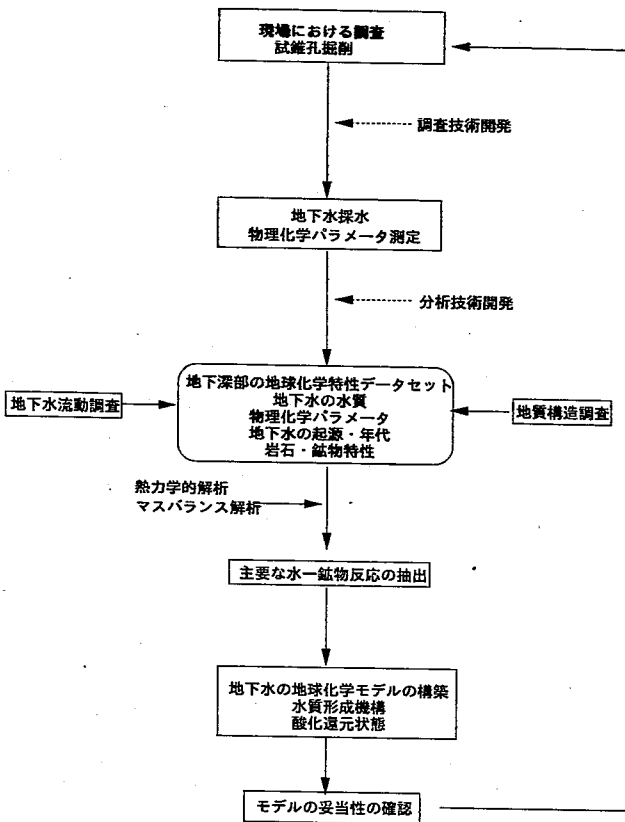 現場における調査
試錐孔掘削
調査技術開発
地下水採水
物理化学パラメータ測定
分析技術開発
地下深部の地球化学特性データセット
地下水の水質
物理化学パラメータ
地下水の起源・年代
岩石・鉱物特性
地下水流動調査
地質構造調査
熱力学的解析
マスバランス解析
主要な水ー鉱物反応の抽出
地下水の地球化学モデルの構築
水質形成機構
酸化還元状態
モデルの妥当性の確認